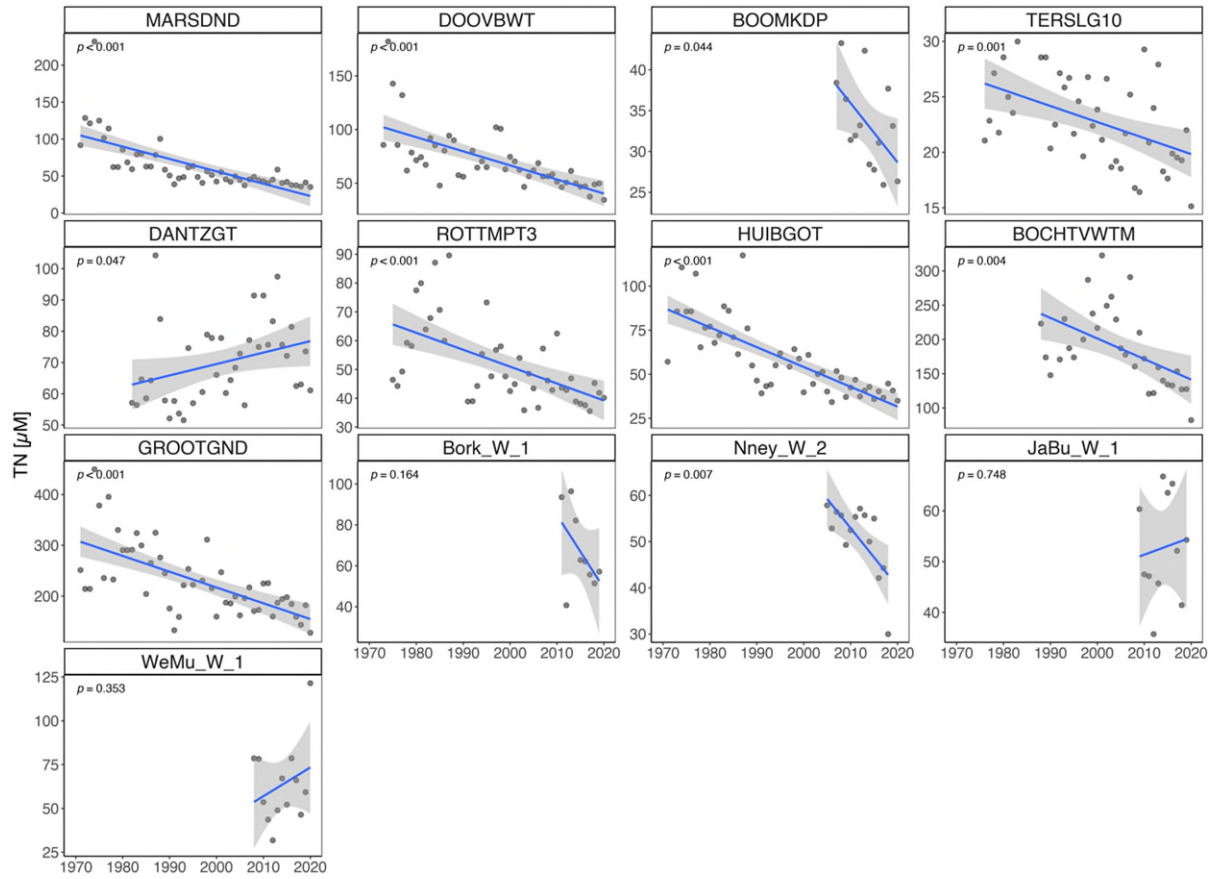 MARSDND DOOVBWT BOOMKDP TERSLG10
p < 0.001 p < 0.001 p = 0.044 p = 0.001
200 150 100 50 0
150 100 50
40 35 30 25
30 25 20 15
DANTZGT ROTTMPT3 HUIBGOT BOCHTVWTM
p = 0.047 p < 0.001 p < 0.001 p = 0.004
100 90 80 70 60 50
90 80 70 60 50 40 30
100 75 50 25
300 250 200 150 100
TN [µM]
GROOTGND Bork_W_1 Nney_W_2 JaBu_W_1
p < 0.001 p = 0.164 p = 0.007 p = 0.748
400 300 200
100 80 60 40
60 50 40 30
60 50 40
1970 1980 1990 2000 2010 2020 1970 1980 1990 2000 2010 2020 1970 1980 1990 2000 2010 2020
WeMu_W_1
p = 0.353
125 100 75 50 25
1970 1980 1990 2000 2010 2020